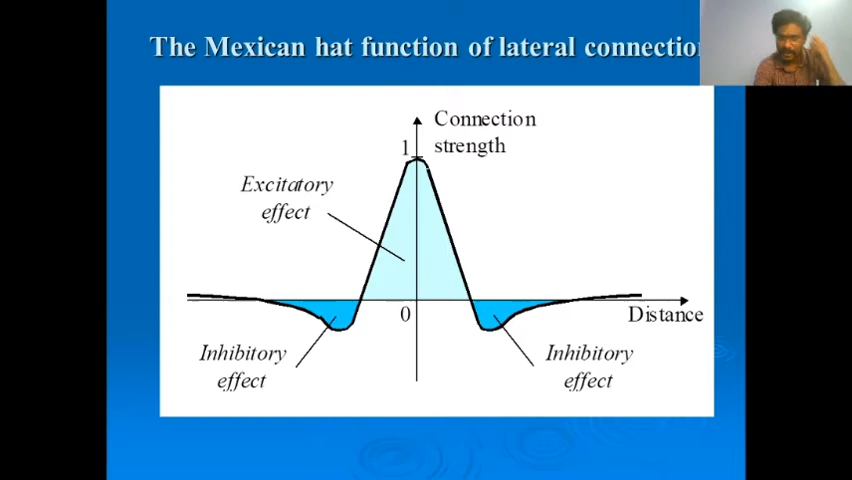 The Mexican hat function of lateral connectio
Connection
strength
1
Excitatory
effect
0
Distance
Inhibitory
effect
Inhibitory
effect